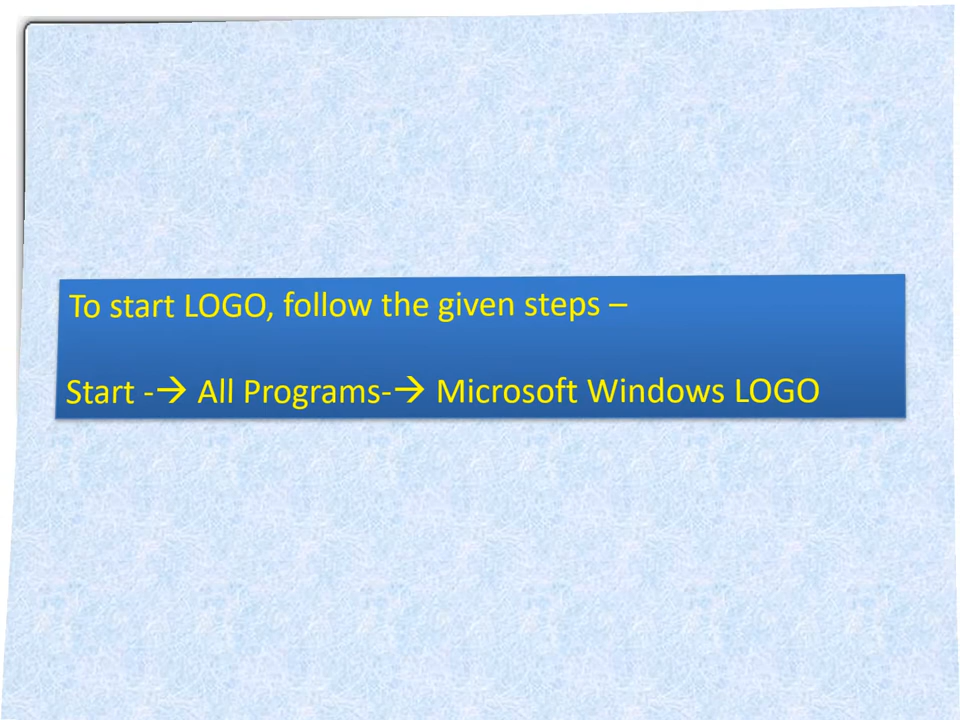 To start LOGO, follow the given steps –
Start -→ All Programs-→ Microsoft Windows LOGO